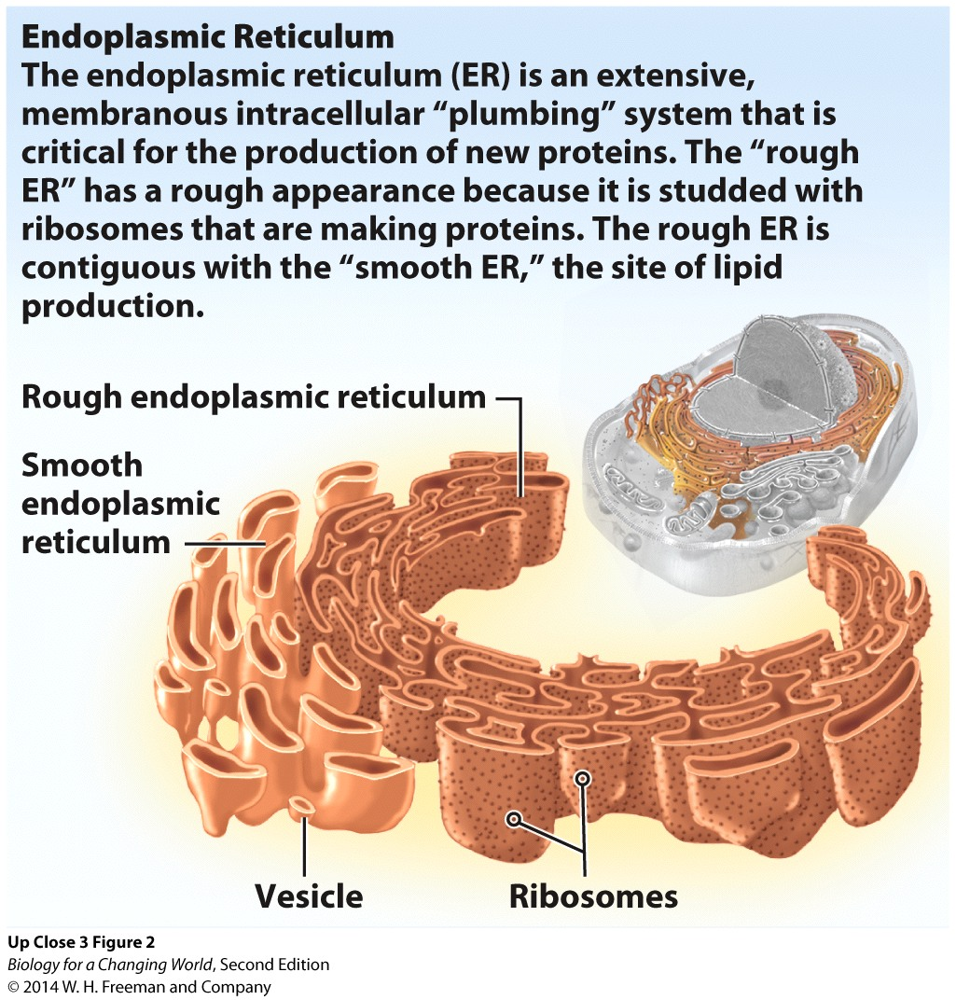 Endoplasmic Reticulum
The endoplasmic reticulum (ER) is an extensive,
membranous intracellular “plumbing” system that is
critical for the production of new proteins. The “rough
ER” has a rough appearance because it is studded with
ribosomes that are making proteins. The rough ER is
contiguous with the “smooth ER,” the site of lipid
production.
Rough endoplasmic reticulum
Smooth
endoplasmic
reticulum
Vesicle
Ribosomes
Up Close 3 Figure 2
Biology for a Changing World, Second Edition
© 2014 W. H. Freeman and Company